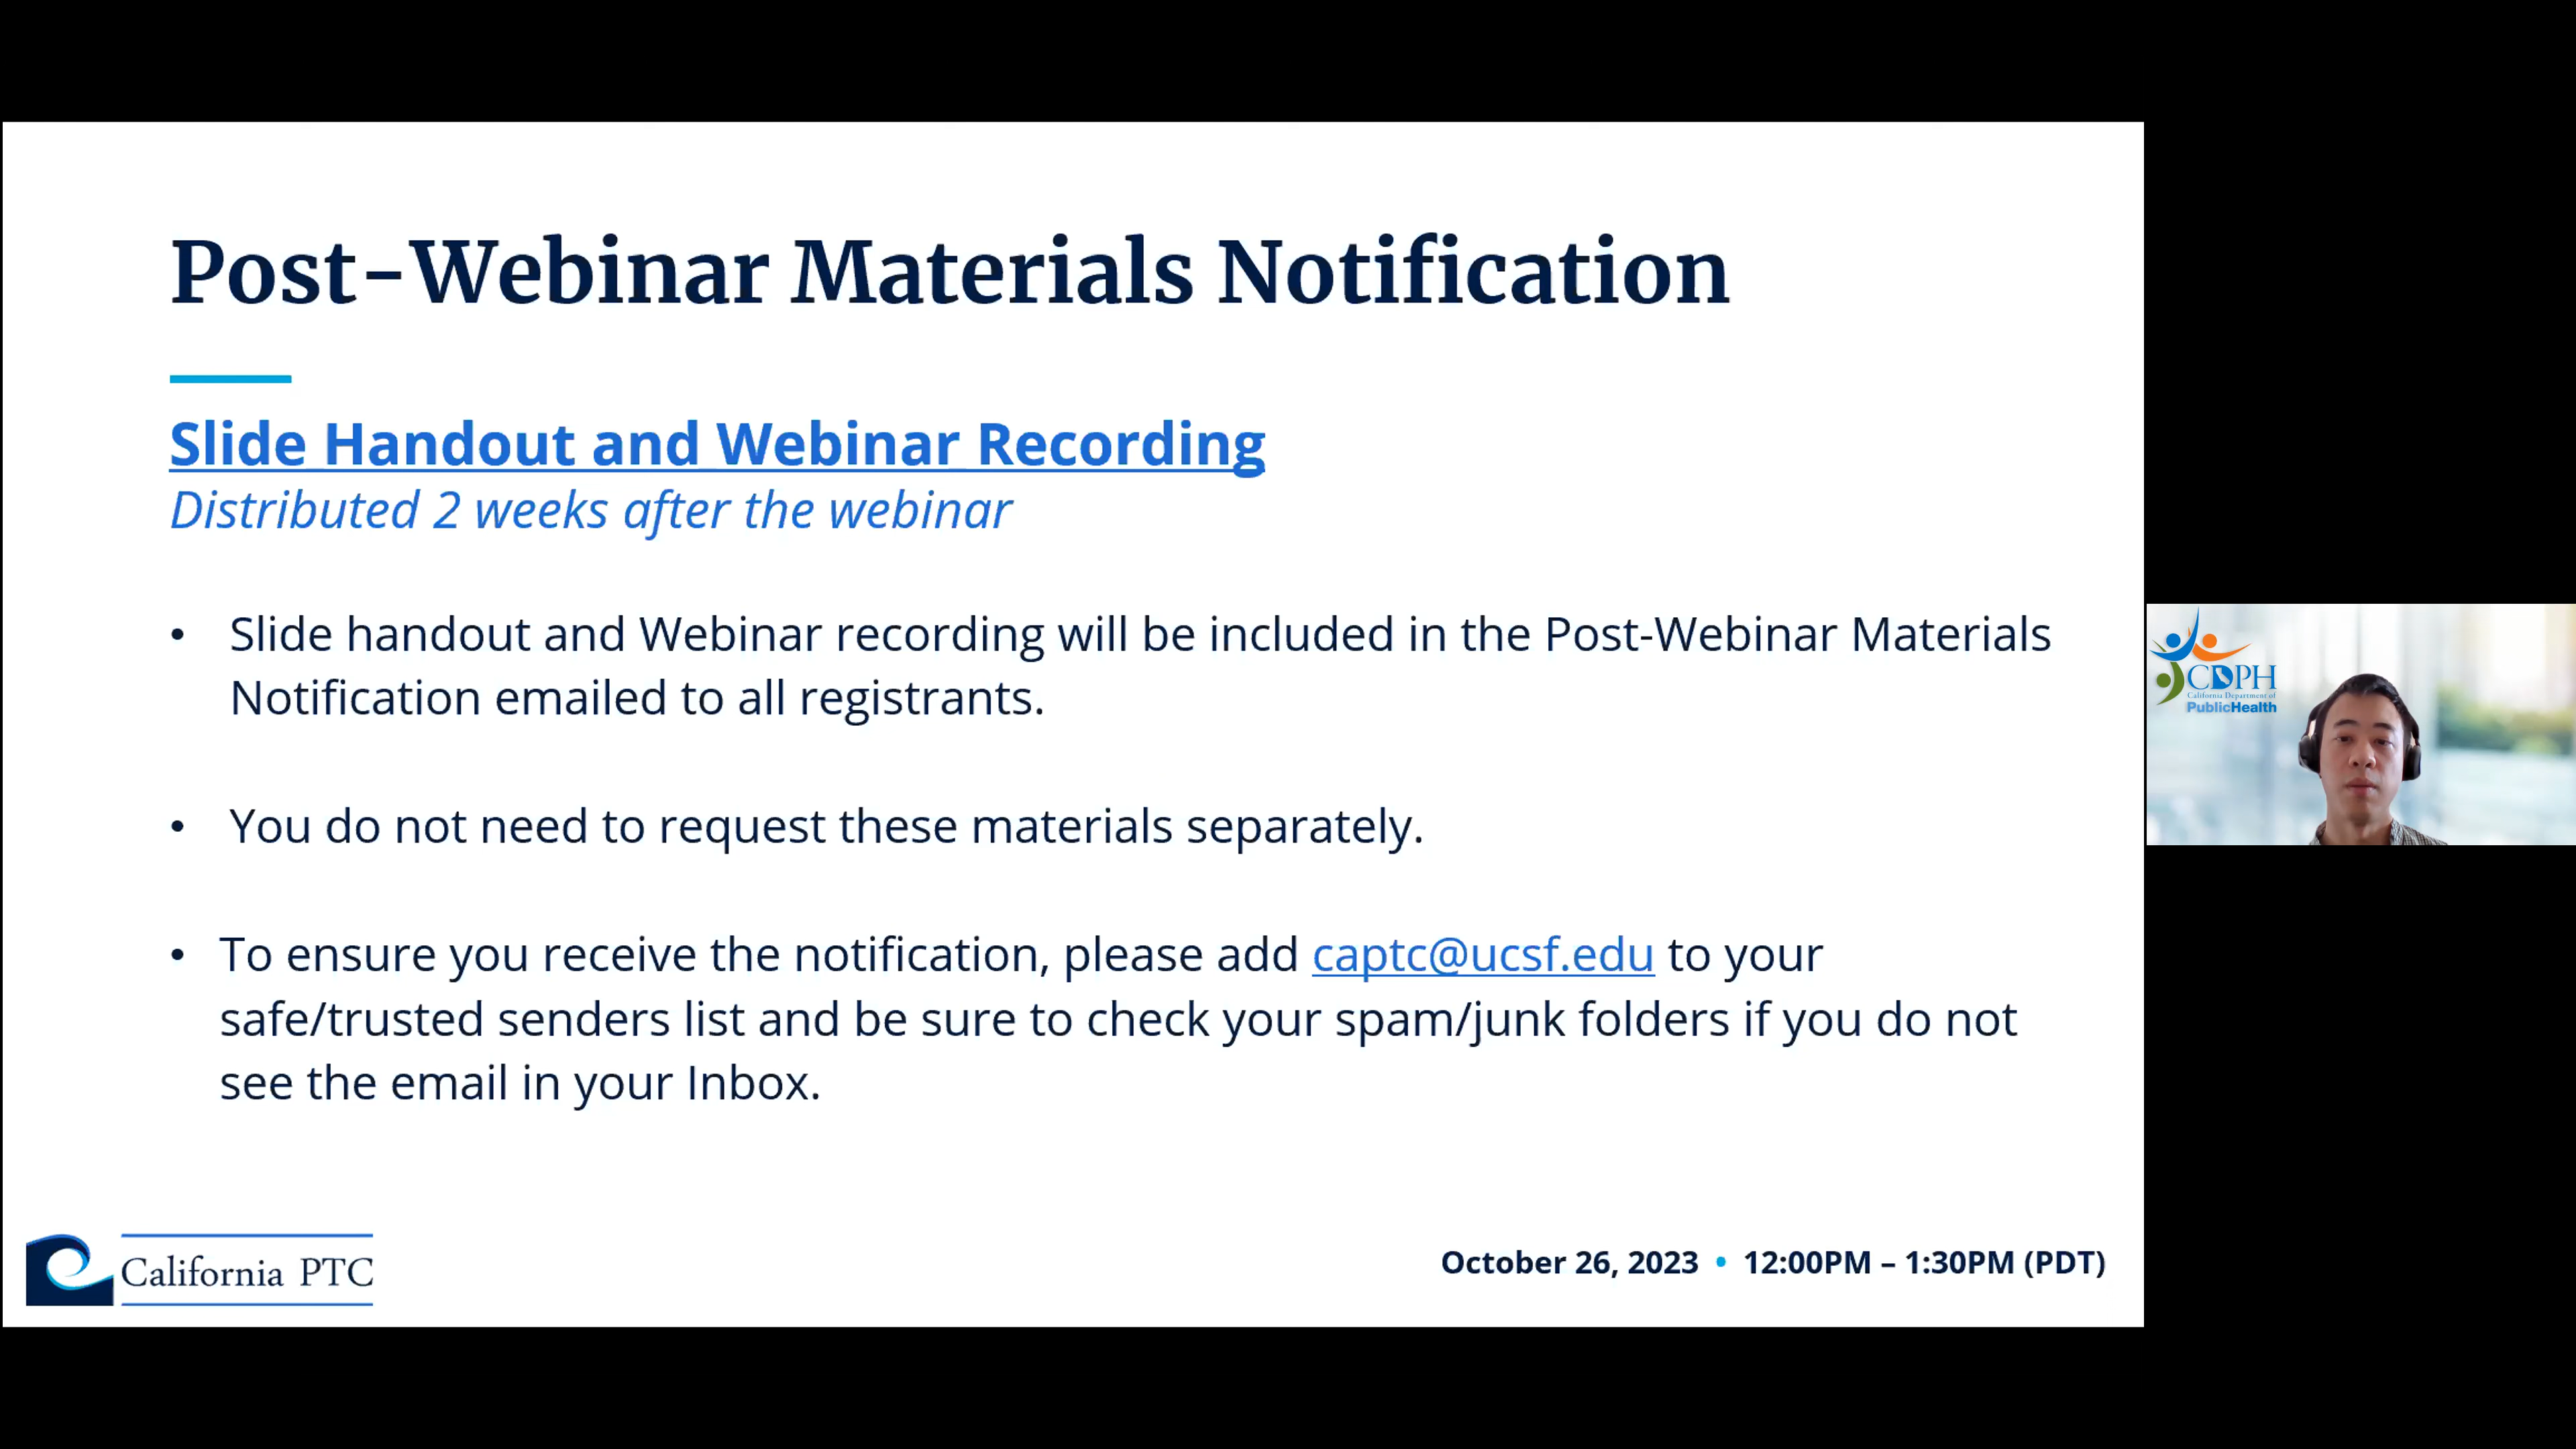 Post-Webinar Materials Notification
Slide Handout and Webinar Recording
Distributed 2 weeks after the webinar
• Slide handout and Webinar recording will be included in the Post-Webinar Materials
Notification emailed to all registrants.
• You do not need to request these materials separately.
• To ensure you receive the notification, please add captc@ucsf.edu to your
safe/trusted senders list and be sure to check your spam/junk folders if you do not
see the email in your Inbox.
California PTC
October 26, 2023 • 12:00PM – 1:30PM (PDT)
CDPH
California Department of
PublicHealth